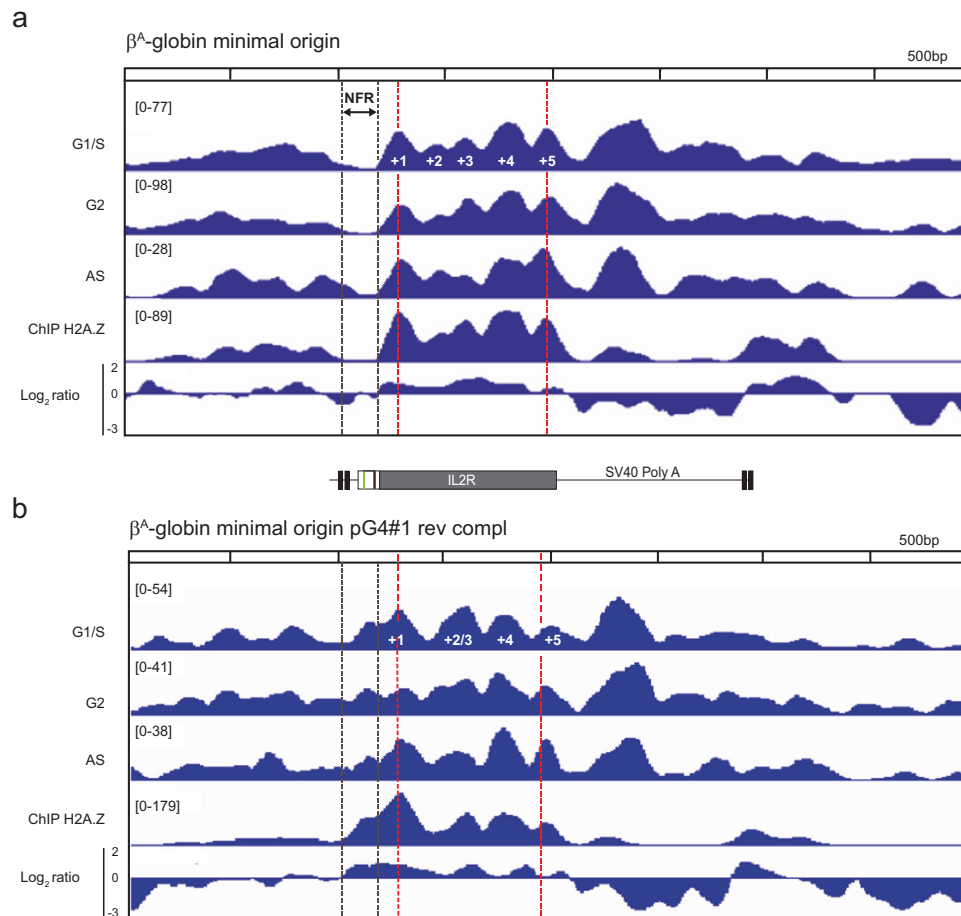 a
βᴬ-globin minimal origin
500bp
NFR
[0-77]
G1/S
+1 +2 +3 +4 +5
[0-98]
G2
[0-28]
AS
[0-89]
ChIP H2A.Z
2
Log₂ ratio 0
-3
IL2R SV40 Poly A
b
βᴬ-globin minimal origin pG4#1 rev compl
500bp
[0-54]
G1/S
+1 +2/3 +4 +5
[0-41]
G2
[0-38]
AS
[0-179]
ChIP H2A.Z
2
Log₂ ratio 0
-3